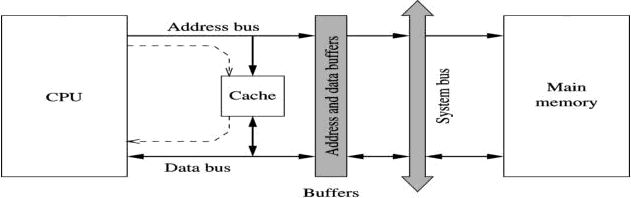 Address bus
CPU
Cache
Address and data buffers
System bus
Main
memory
Data bus
Buffers